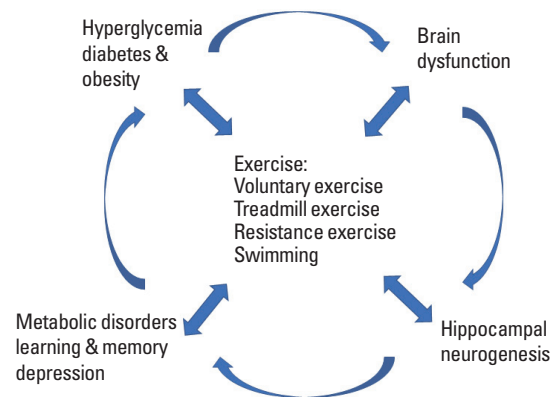 Hyperglycemia
diabetes &
obesity
Brain
dysfunction
Exercise:
Voluntary exercise
Treadmill exercise
Resistance exercise
Swimming
Metabolic disorders
learning & memory
depression
Hippocampal
neurogenesis